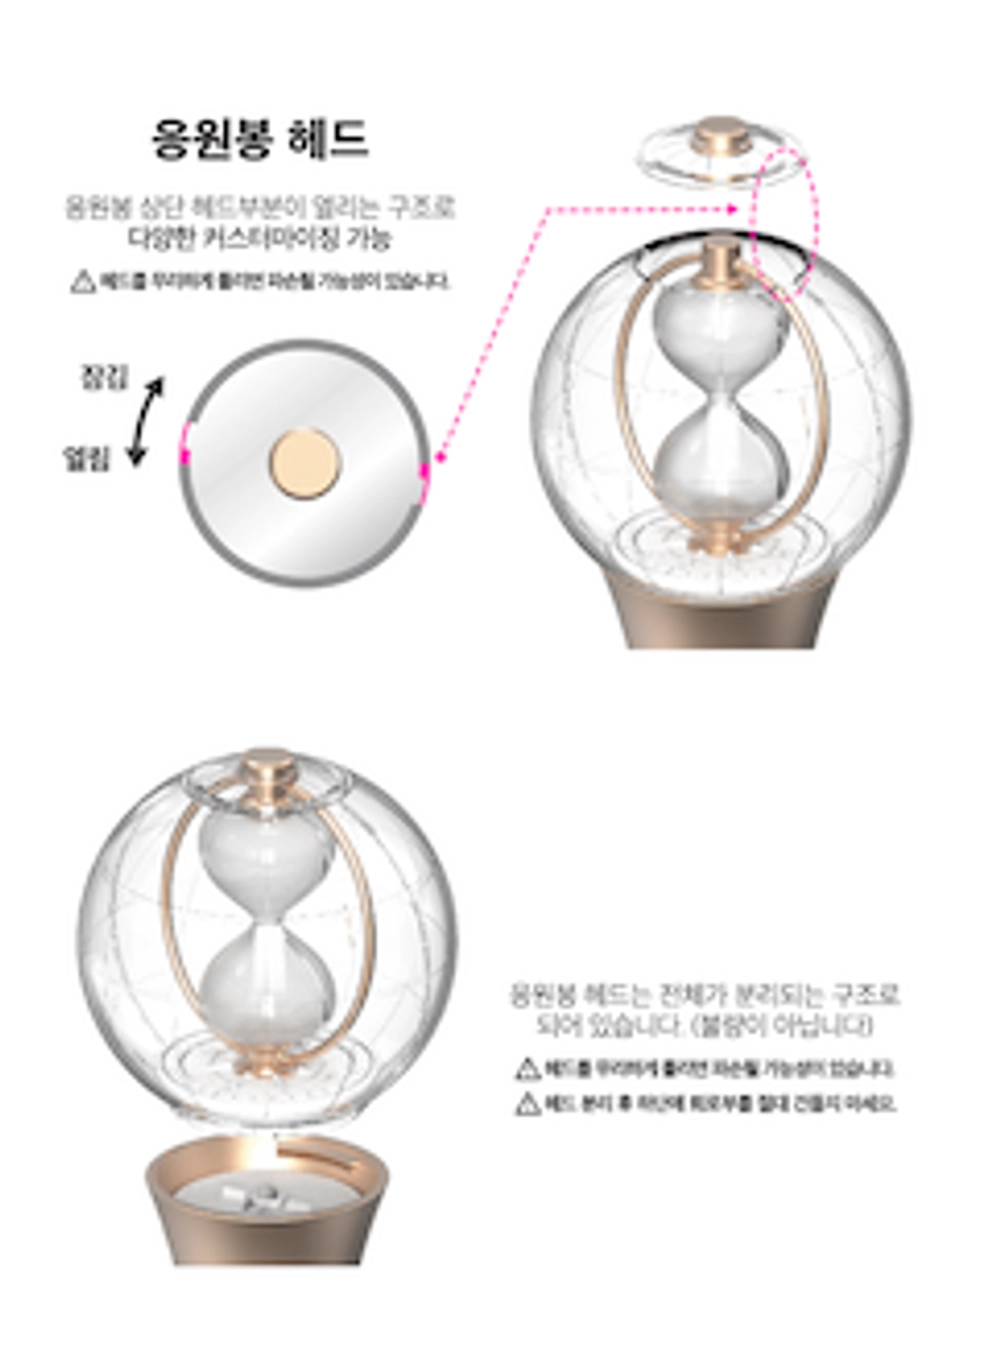 응원봉 헤드
응원봉 상단 헤드부분이 열리는 구조로
다양한 커스터마이징 가능
헤드를 무리하게 돌리면 파손될 가능성이 있습니다.
잠김
열림
응원봉 헤드는 전체가 분리되는 구조로
되어 있습니다. (불량이 아닙니다)
헤드를 무리하게 돌리면 파손될 가능성이 있습니다.
헤드 분리 후 하단에 회로부를 절대 건들지 마세요.